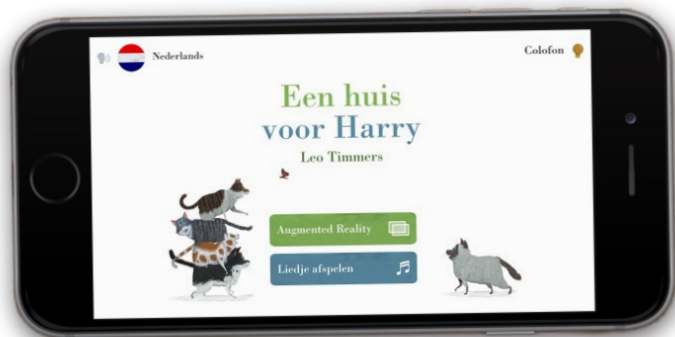 Nederlands
Colofon
Een huis
voor Harry
Leo Timmers
Augmented Reality
Liedje afspelen